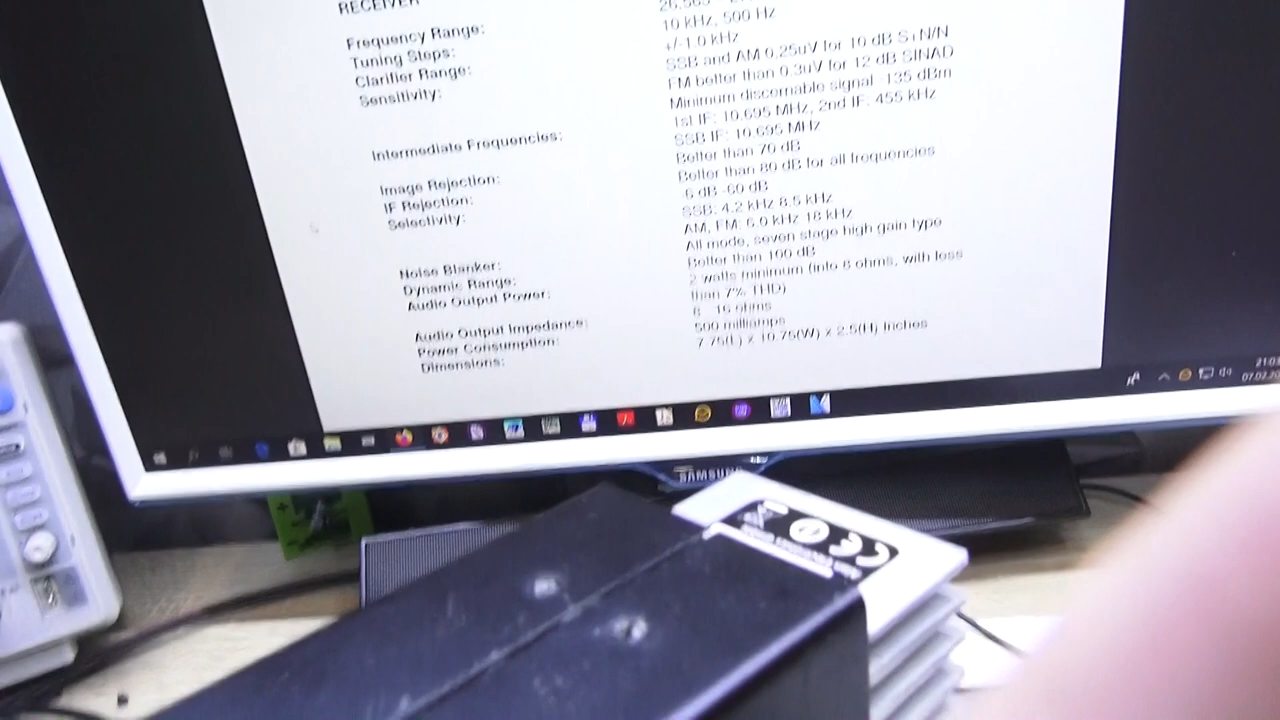 RECEIVER
Frequency Range:
Tuning Steps: 10 kHz, 500 Hz
Clarifier Range: +/-1.0 kHz
Sensitivity: SSB and AM 0.25uV for 10 dB S+N/N
FM better than 0.3uV for 12 dB SINAD
Minimum discernable signal -135 dBm
Intermediate Frequencies: 1st IF: 10.695 MHz, 2nd IF: 455 kHz
SSB IF: 10.695 MHz
Image Rejection: Better than 70 dB
IF Rejection: Better than 80 dB for all frequencies
Selectivity: -6 dB -60 dB
SSB: 4.2 kHz 8.5 kHz
AM, FM: 6.0 kHz 18 kHz
Noise Blanker: All mode, seven stage high gain type
Dynamic Range: Better than 100 dB
Audio Output Power: 2 watts minimum (into 8 ohms, with less
than 7% THD)
Audio Output Impedance: 8 - 16 ohms
Power Consumption: 500 milliamps
Dimensions: 7.75(L) x 10.75(W) x 2.5(H) Inches
21:03
SAMSUNG
CE